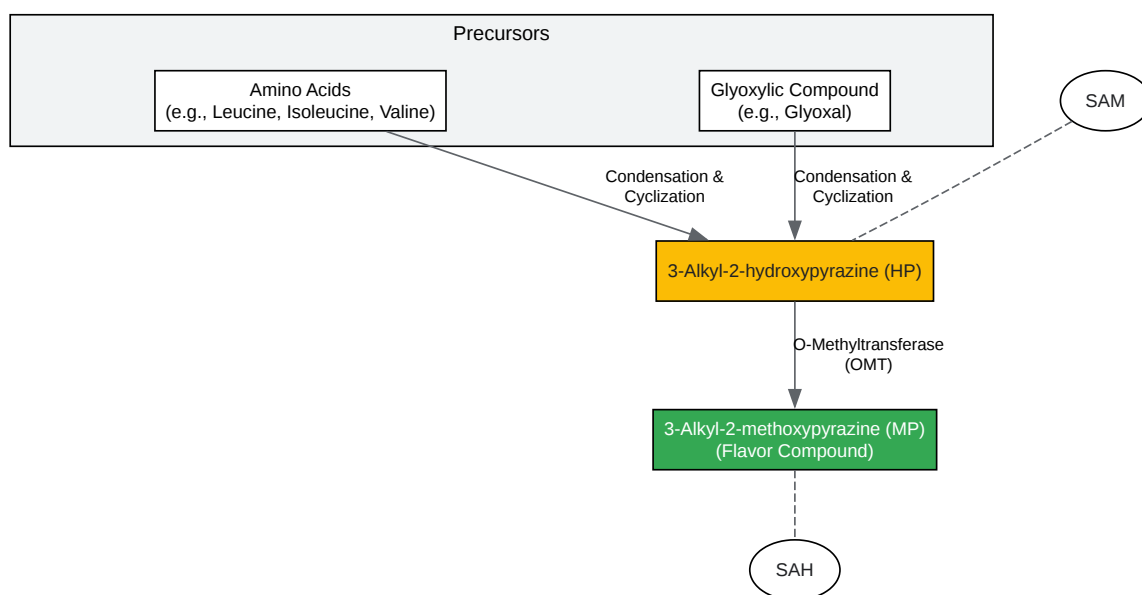 Precursors
Amino Acids
(e.g., Leucine, Isoleucine, Valine)
Glyoxylic Compound
(e.g., Glyoxal)
SAM
Condensation &
Cyclization
Condensation &
Cyclization
3-Alkyl-2-hydroxypyrazine (HP)
O-Methyltransferase
(OMT)
3-Alkyl-2-methoxypyrazine (MP)
(Flavor Compound)
SAH